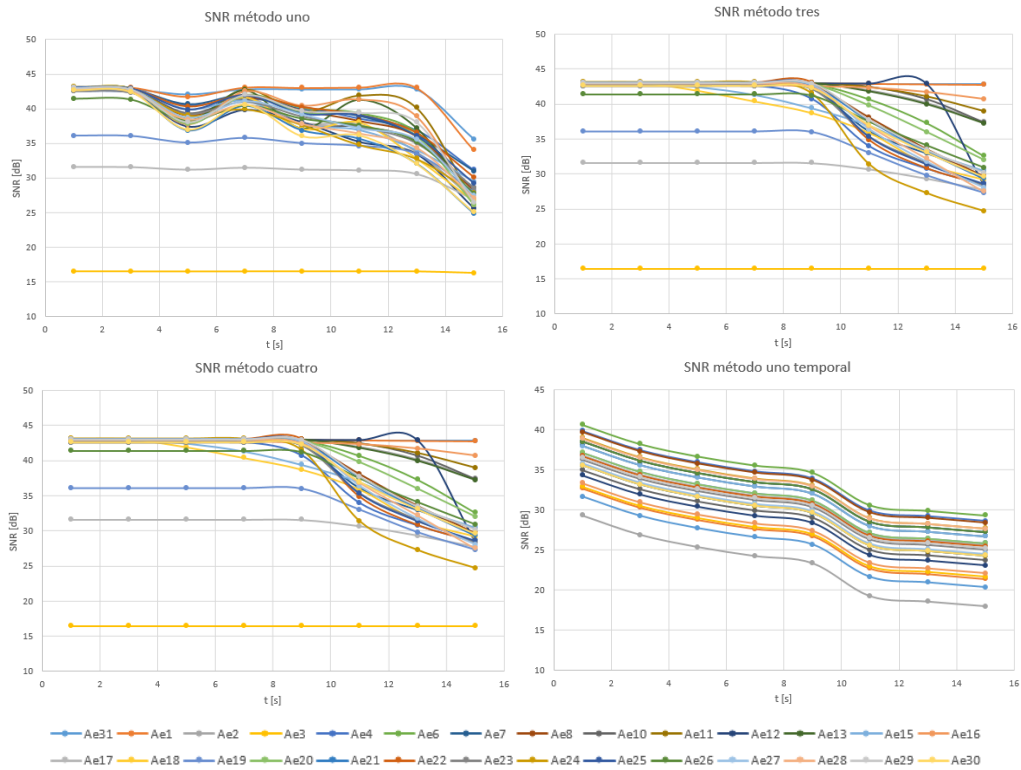 SNR método uno
50
45
40
35
30
25
20
15
10
SNR [dB]
0 2 4 6 8 10 12 14 16
t [s]
SNR método tres
50
45
40
35
30
25
20
15
10
SNR [dB]
0 2 4 6 8 10 12 14 16
t [s]
SNR método cuatro
50
45
40
35
30
25
20
15
10
SNR [dB]
0 2 4 6 8 10 12 14 16
t [s]
SNR método uno temporal
45
40
35
30
25
20
15
10
SNR [dB]
0 2 4 6 8 10 12 14 16
t [s]
Ae31 Ae1 Ae2 Ae3 Ae4 Ae6 Ae7 Ae8 Ae10 Ae11 Ae12 Ae13 Ae15 Ae16
Ae17 Ae18 Ae19 Ae20 Ae21 Ae22 Ae23 Ae24 Ae25 Ae26 Ae27 Ae28 Ae29 Ae30